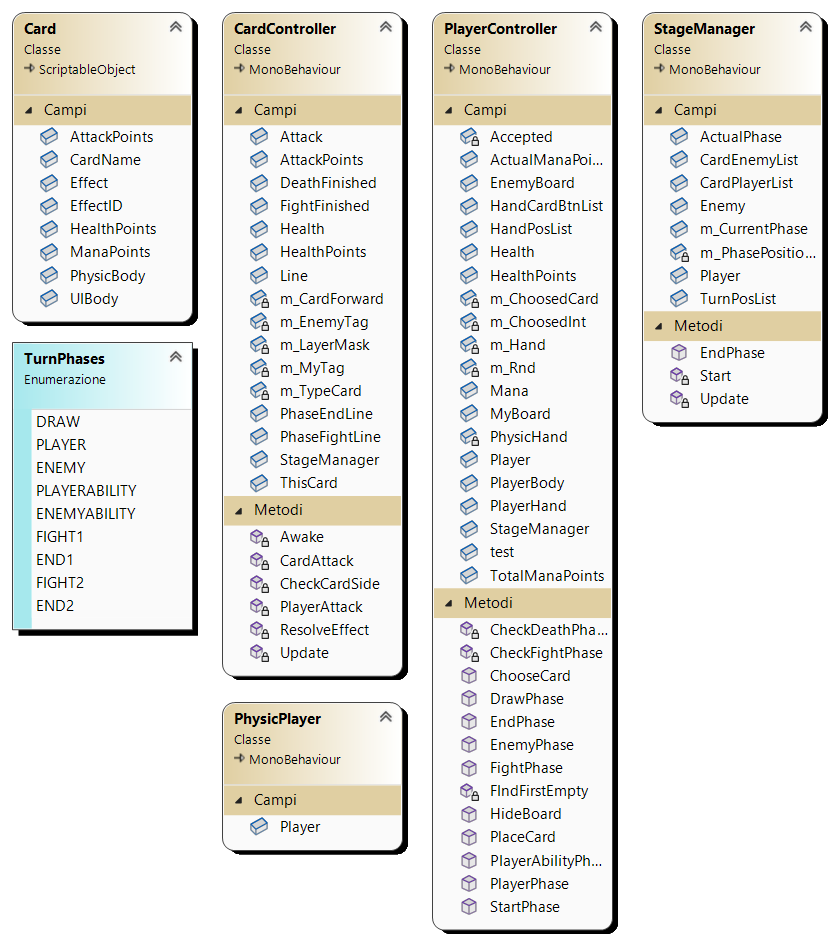 Card
Classe
ScriptableObject
Campi
AttackPoints
CardName
Effect
EffectID
HealthPoints
ManaPoints
PhysicBody
UIBody
TurnPhases
Enumerazione
DRAW
PLAYER
ENEMY
PLAYERABILITY
ENEMYABILITY
FIGHT1
END1
FIGHT2
END2
CardController
Classe
MonoBehaviour
Campi
Attack
AttackPoints
DeathFinished
FightFinished
Health
HealthPoints
Line
m_CardForward
m_EnemyTag
m_LayerMask
m_MyTag
m_TypeCard
PhaseEndLine
PhaseFightLine
StageManager
ThisCard
Metodi
Awake
CardAttack
CheckCardSide
PlayerAttack
ResolveEffect
Update
PhysicPlayer
Classe
MonoBehaviour
Campi
Player
PlayerController
Classe
MonoBehaviour
Campi
Accepted
ActualManaPoi...
EnemyBoard
HandCardBtnList
HandPosList
Health
HealthPoints
m_ChoosedCard
m_ChoosedInt
m_Hand
m_Rnd
Mana
MyBoard
PhysicHand
Player
PlayerBody
PlayerHand
StageManager
test
TotalManaPoints
Metodi
CheckDeathPha...
CheckFightPhase
ChooseCard
DrawPhase
EndPhase
EnemyPhase
FightPhase
FIndFirstEmpty
HideBoard
PlaceCard
PlayerAbilityPh...
PlayerPhase
StartPhase
StageManager
Classe
MonoBehaviour
Campi
ActualPhase
CardEnemyList
CardPlayerList
Enemy
m_CurrentPhase
m_PhasePositio...
Player
TurnPosList
Metodi
EndPhase
Start
Update